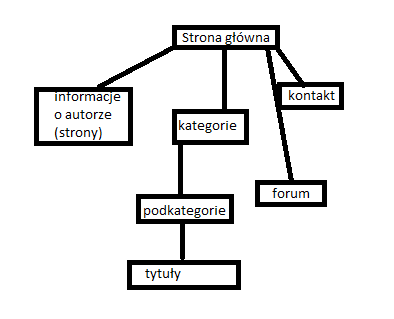 Strona główna
informacje
o autorze
(strony)
kategorie
kontakt
podkategorie
forum
tytuły